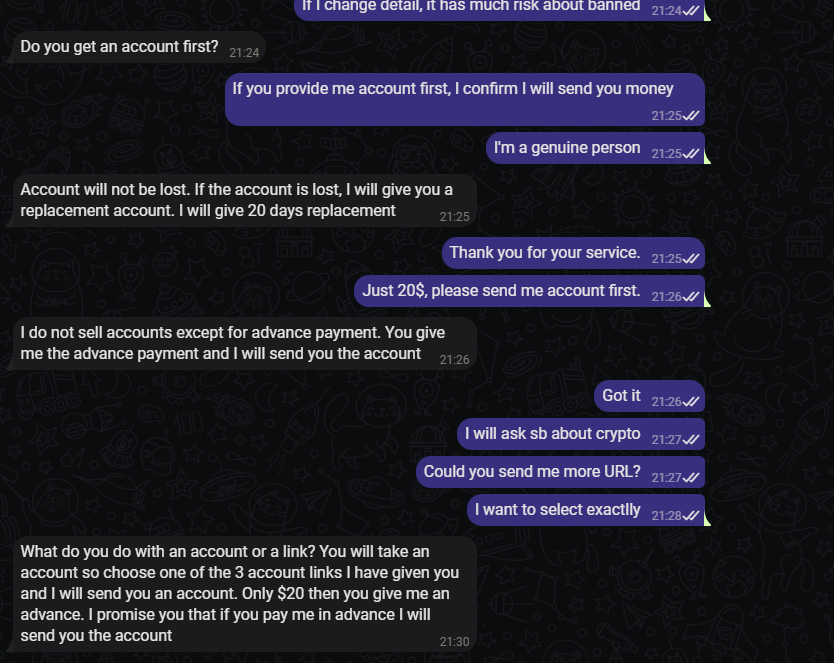 If I change detail, it has much risk about banned 21:24
Do you get an account first? 21:24
If you provide me account first, I confirm I will send you money
21:25
I'm a genuine person 21:25
Account will not be lost. If the account is lost, I will give you a
replacement account. I will give 20 days replacement 21:25
Thank you for your service. 21:25
Just 20$, please send me account first. 21:26
I do not sell accounts except for advance payment. You give
me the advance payment and I will send you the account 21:26
Got it 21:26
I will ask sb about crypto 21:27
Could you send me more URL? 21:27
I want to select exactlly 21:28
What do you do with an account or a link? You will take an
account so choose one of the 3 account links I have given you
and I will send you an account. Only $20 then you give me an
advance. I promise you that if you pay me in advance I will
send you the account 21:30